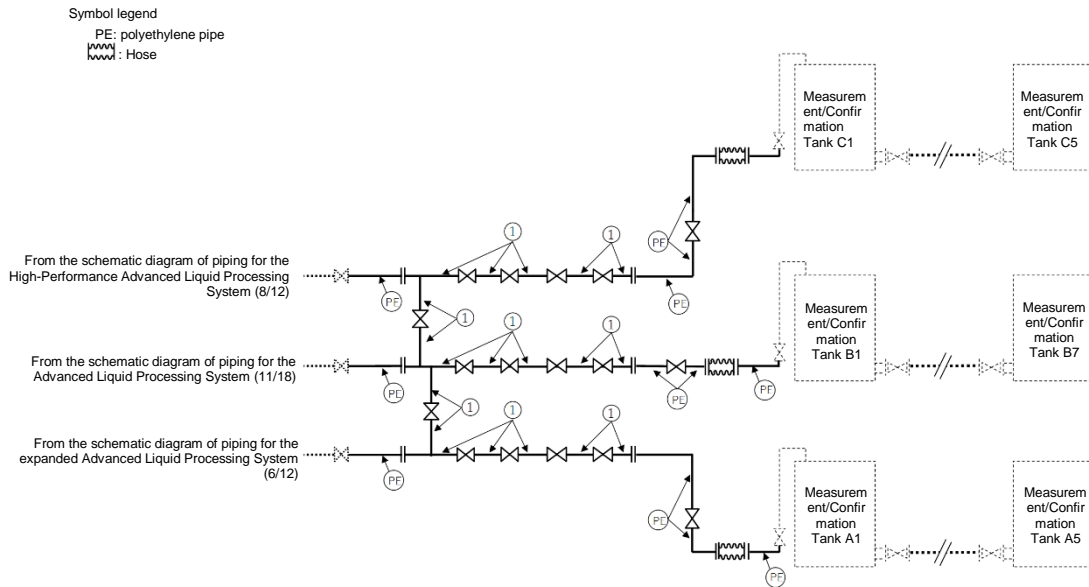 Symbol legend
PE: polyethylene pipe
: Hose
Measurem
ent/Confir
mation
Tank C1
Measurem
ent/Confir
mation
Tank C5
1
1
PE
From the schematic diagram of piping for the
High-Performance Advanced Liquid Processing
System (8/12)
PE
PE
1
Measurem
ent/Confir
mation
Tank B1
Measurem
ent/Confir
mation
Tank B7
1
1
From the schematic diagram of piping for the
Advanced Liquid Processing System (11/18)
PE
PE
PE
1
1
1
From the schematic diagram of piping for the
expanded Advanced Liquid Processing System
(6/12)
PE
Measurem
ent/Confir
mation
Tank A1
Measurem
ent/Confir
mation
Tank A5
PE
PE